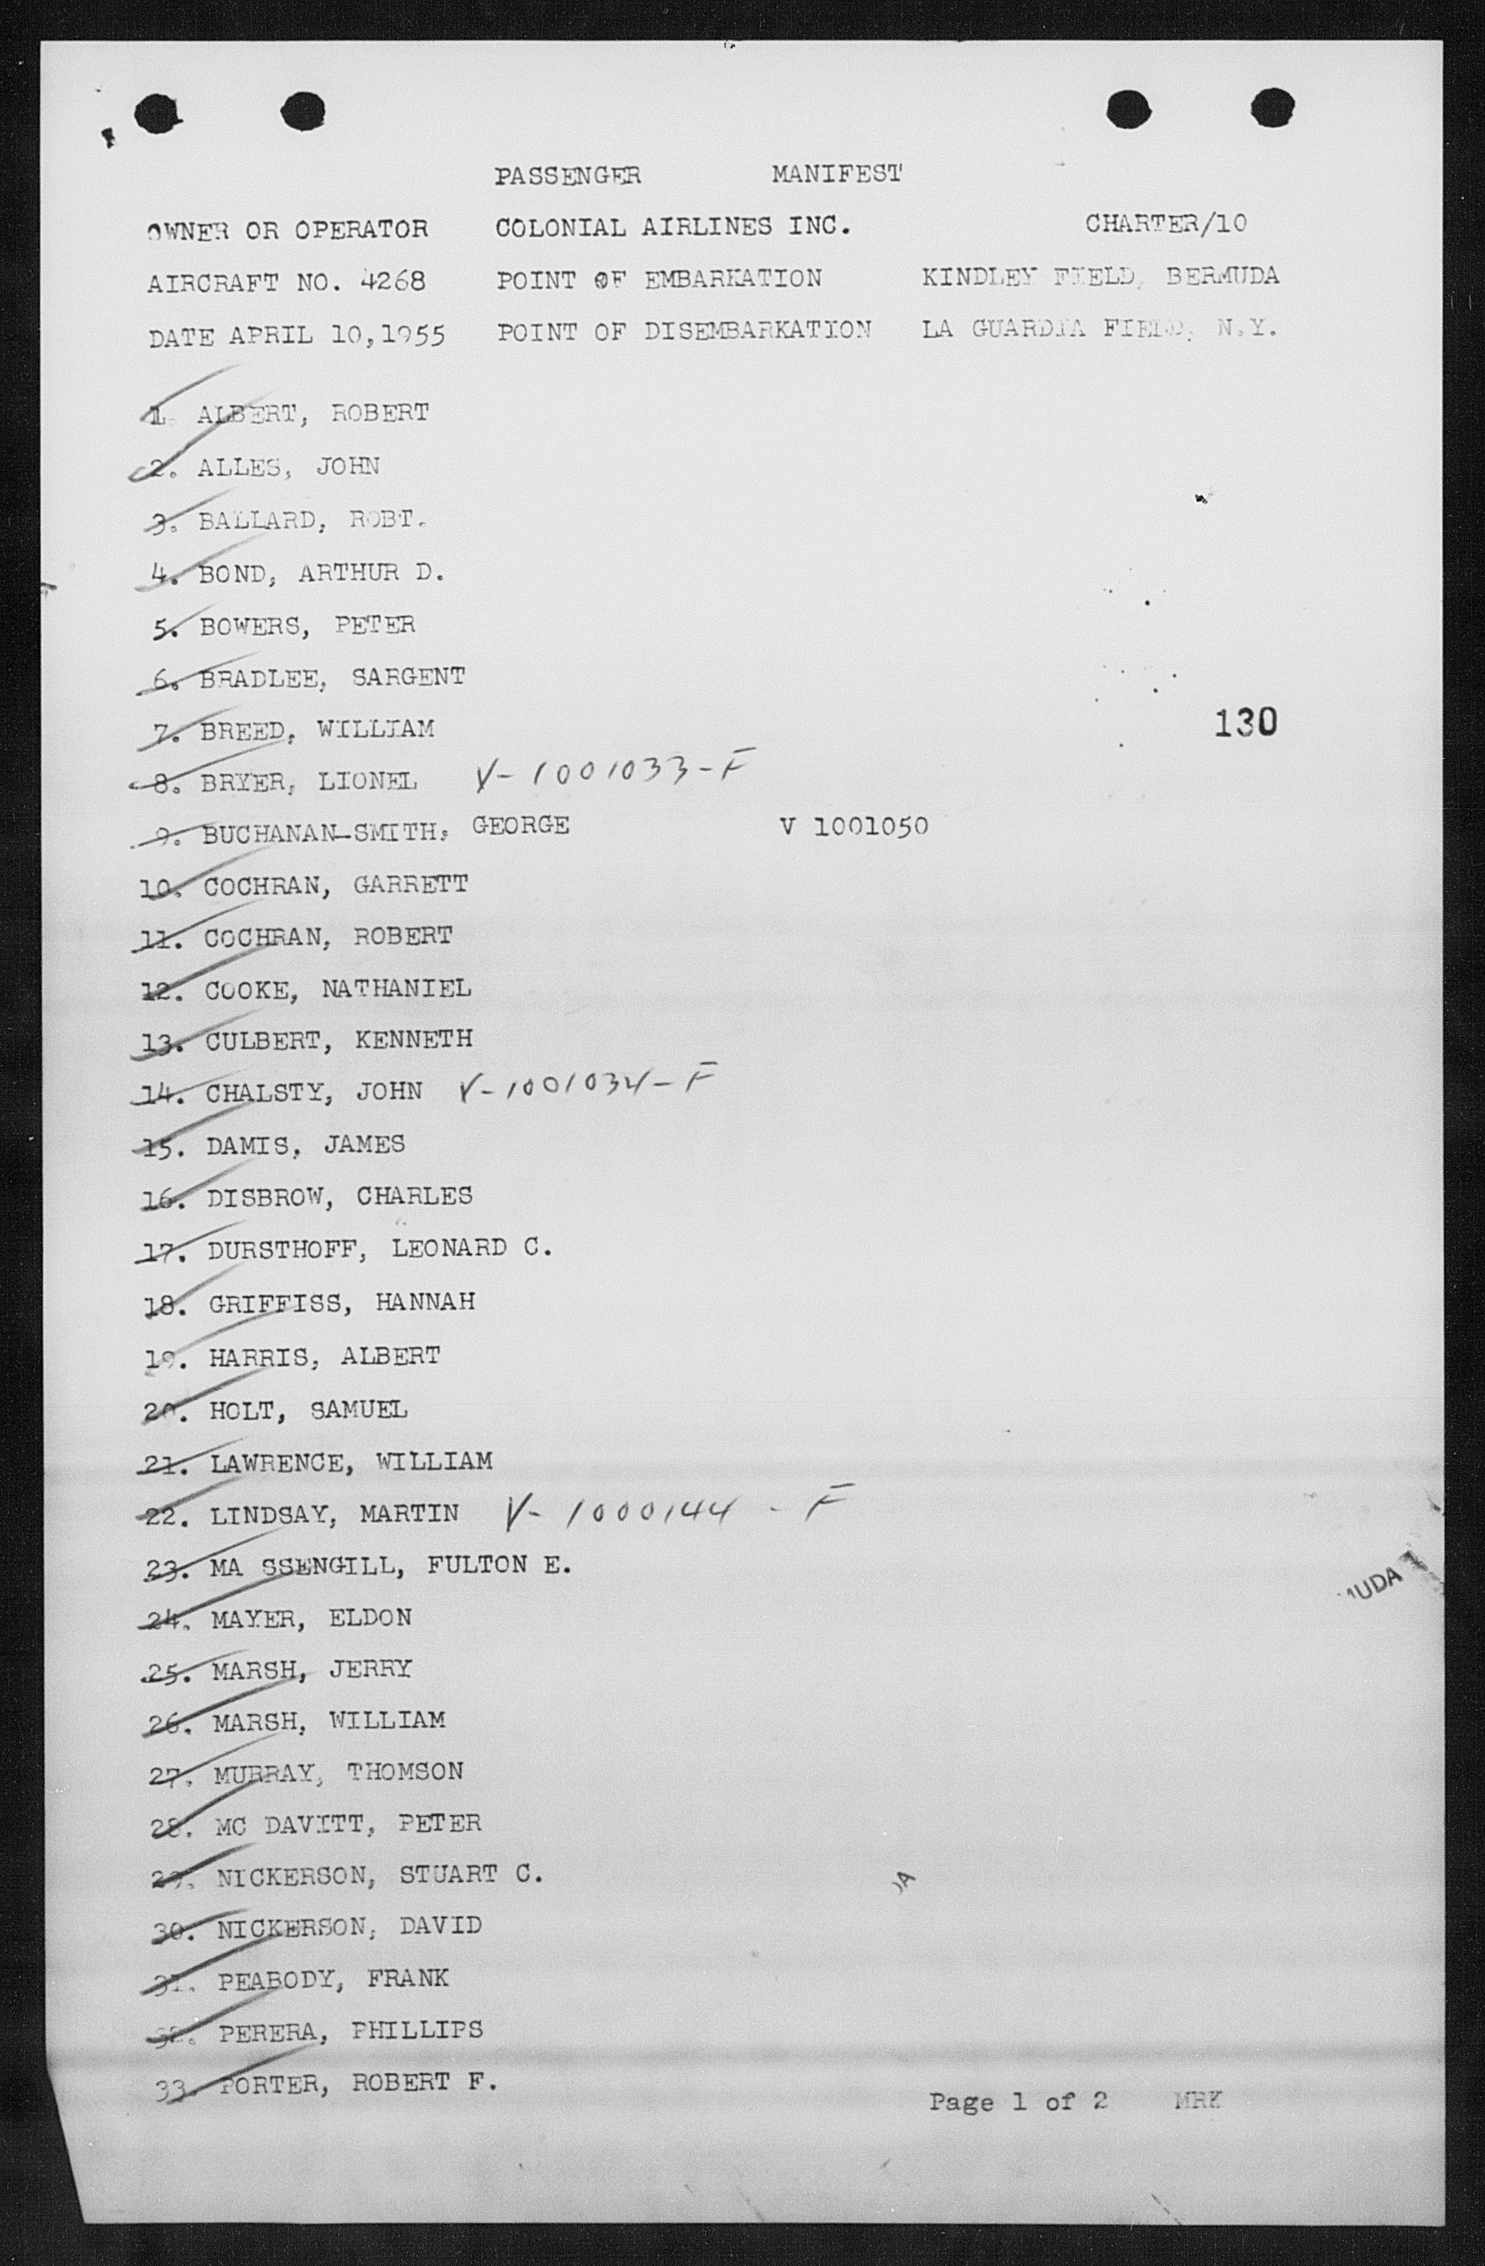 PASSENGER MANIFEST
OWNER OR OPERATOR COLONIAL AIRLINES INC. CHARTER/10
AIRCRAFT NO. 4268 POINT OF EMBARKATION KINDLEY FIELD, BERMUDA
DATE APRIL 10,1955 POINT OF DISEMBARKATION LA GUARDIA FIELD, N.Y.
1. ALBERT, ROBERT
2. ALLES, JOHN
3. BALLARD, ROBT.
4. BOND, ARTHUR D.
5. BOWERS, PETER
6. BRADLEE, SARGENT
7. BREED, WILLIAM
130
8. BRYER, LIONEL V-1001033-F
9. BUCHANAN-SMITH, GEORGE V 1001050
10. COCHRAN, GARRETT
11. COCHRAN, ROBERT
12. COOKE, NATHANIEL
13. CULBERT, KENNETH
14. CHALSTY, JOHN V-1001034-F
15. DAMIS, JAMES
16. DISBROW, CHARLES
17. DURSTHOFF, LEONARD C.
18. GRIFFISS, HANNAH
19. HARRIS, ALBERT
20. HOLT, SAMUEL
21. LAWRENCE, WILLIAM
22. LINDSAY, MARTIN V-1000144-F
23. MA SSENGILL, FULTON E.
MUDA
24. MAYER, ELDON
25. MARSH, JERRY
26. MARSH, WILLIAM
27. MURRAY, THOMSON
28. MC DAVITT, PETER
29. NICKERSON, STUART C.
DA
30. NICKERSON, DAVID
31. PEABODY, FRANK
32. PERERA, PHILLIPS
33. PORTER, ROBERT F.
Page 1 of 2 MRK